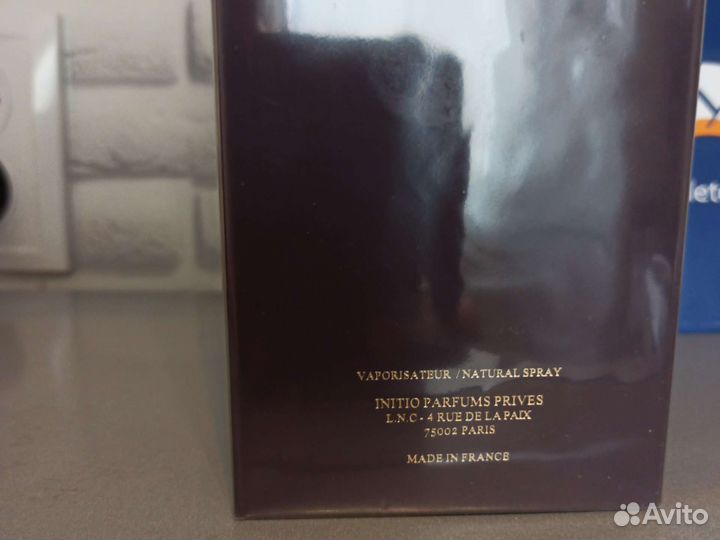 VAPORISATEUR / NATURAL SPRAY
INITIO PARFUMS PRIVES
L.N.C - 4 RUE DE LA PAIX
75002 PARIS
MADE IN FRANCE
Avito